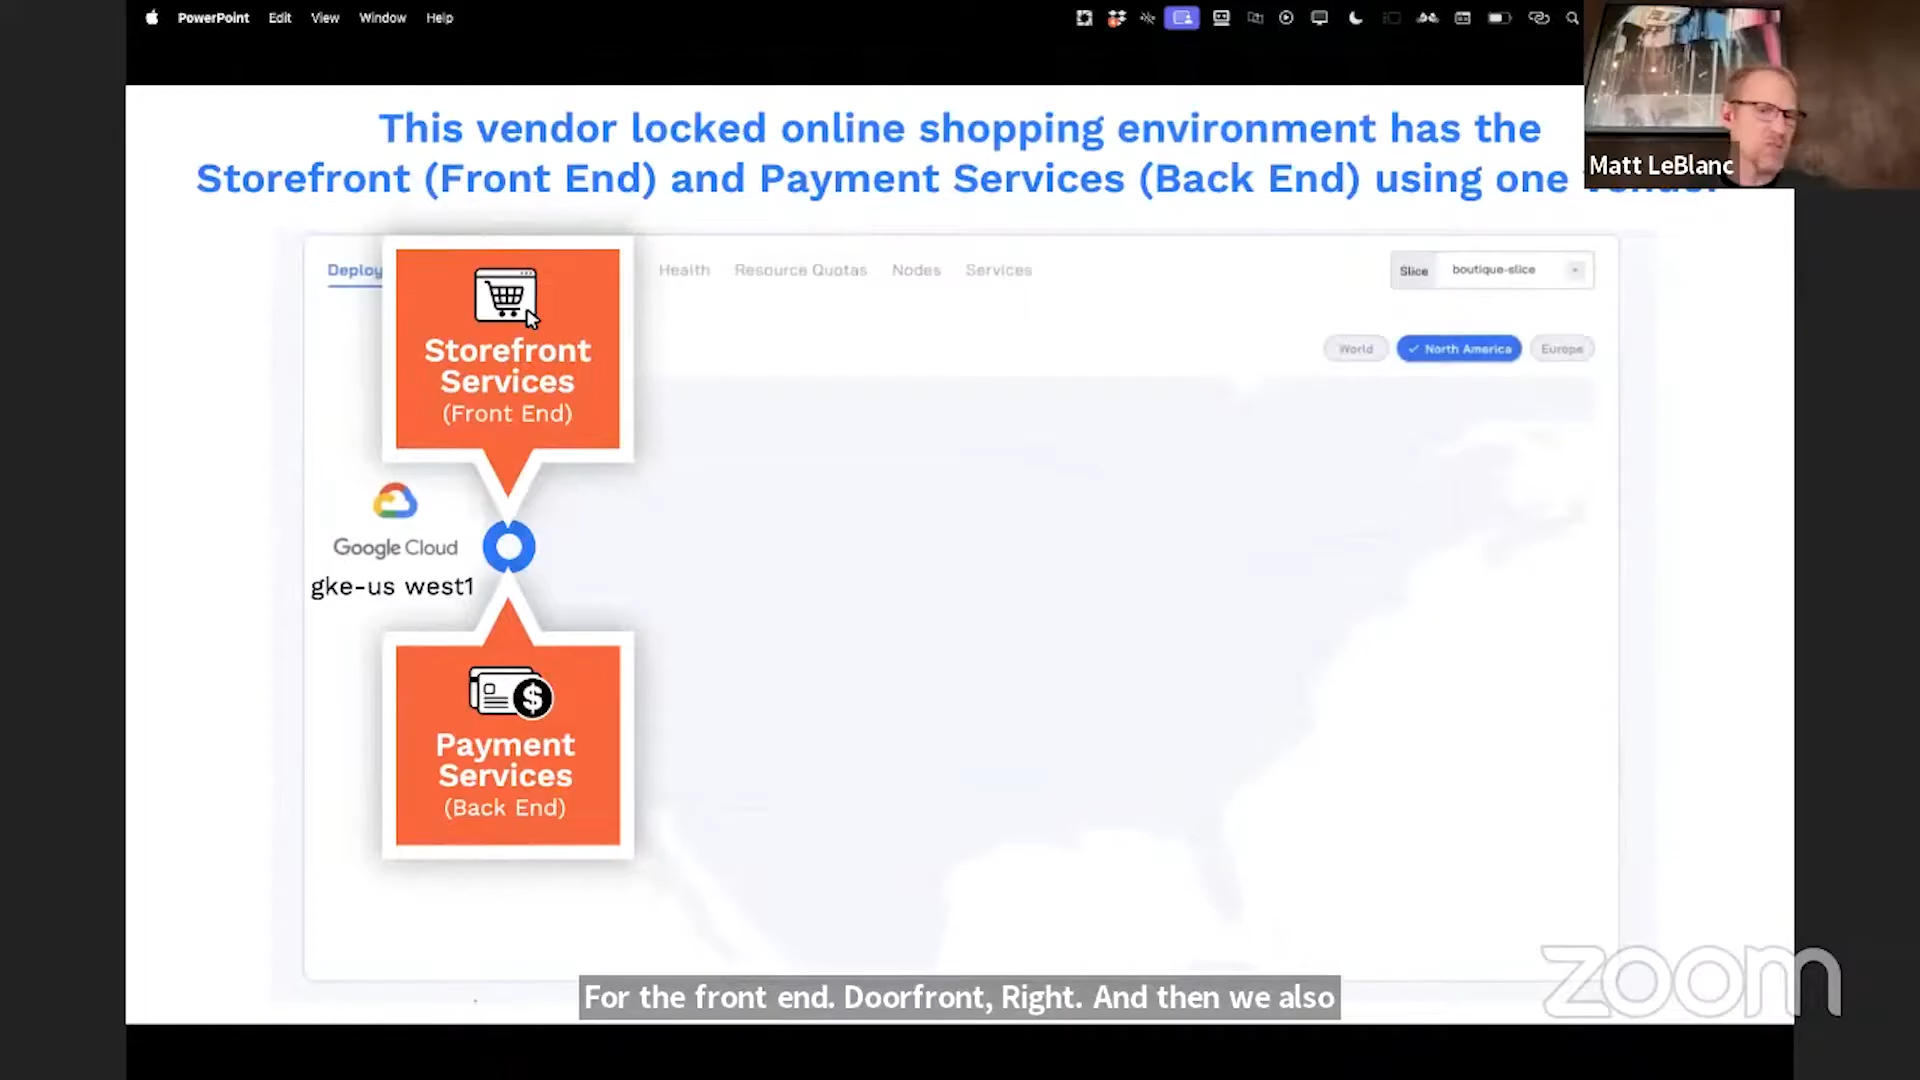 PowerPoint Edit View Window Help
Matt LeBlanc
This vendor locked online shopping environment has the
Storefront (Front End) and Payment Services (Back End) using one
Deploy Health Resource Quotas Nodes Services
Slice boutique-slice
World ✓ North America Europe
Storefront
Services
(Front End)
Google Cloud
gke-us west1
Payment
Services
(Back End)
$
For the front end. Doorfront, Right. And then we also
zoom